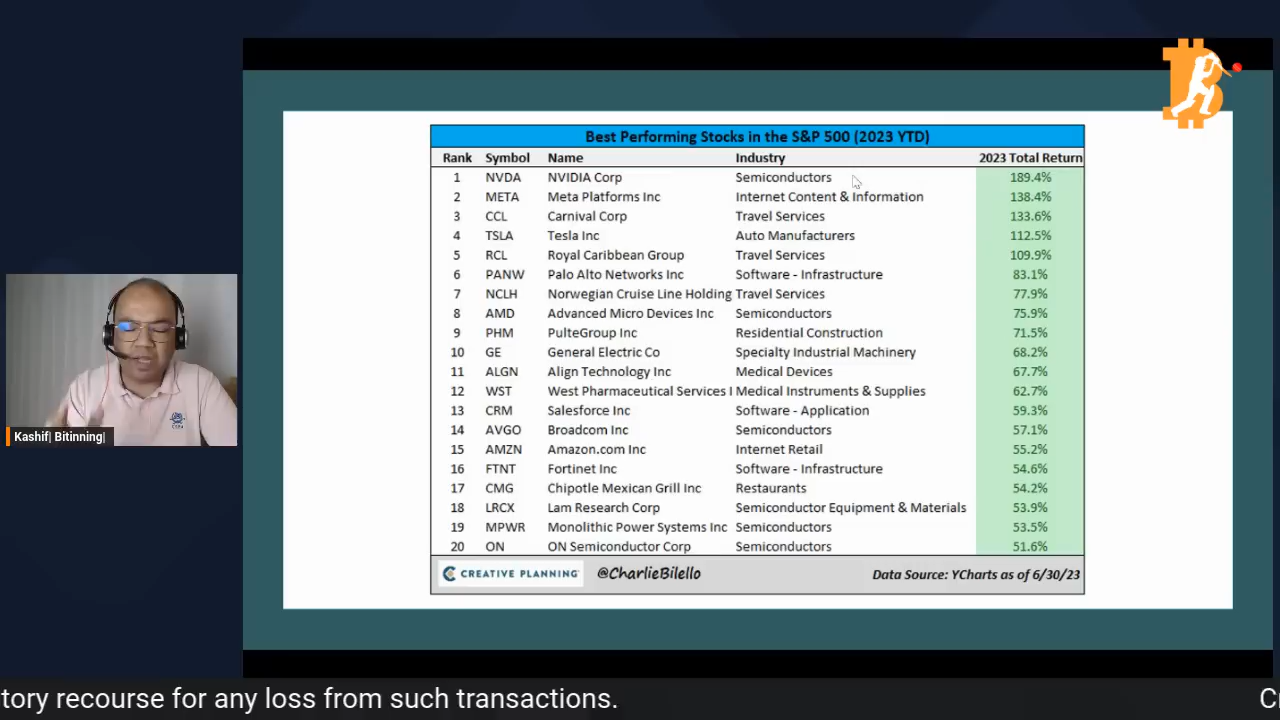 Best Performing Stocks in the S&P 500 (2023 YTD)
Rank Symbol Name Industry 2023 Total Return
1 NVDA NVIDIA Corp Semiconductors 189.4%
2 META Meta Platforms Inc Internet Content & Information 138.4%
3 CCL Carnival Corp Travel Services 133.6%
4 TSLA Tesla Inc Auto Manufacturers 112.5%
5 RCL Royal Caribbean Group Travel Services 109.9%
6 PANW Palo Alto Networks Inc Software - Infrastructure 83.1%
7 NCLH Norwegian Cruise Line Holding Travel Services 77.9%
8 AMD Advanced Micro Devices Inc Semiconductors 75.9%
9 PHM PulteGroup Inc Residential Construction 71.5%
10 GE General Electric Co Specialty Industrial Machinery 68.2%
11 ALGN Align Technology Inc Medical Devices 67.7%
12 WST West Pharmaceutical Services I Medical Instruments & Supplies 62.7%
13 CRM Salesforce Inc Software - Application 59.3%
14 AVGO Broadcom Inc Semiconductors 57.1%
15 AMZN Amazon.com Inc Internet Retail 55.2%
16 FTNT Fortinet Inc Software - Infrastructure 54.6%
17 CMG Chipotle Mexican Grill Inc Restaurants 54.2%
18 LRCX Lam Research Corp Semiconductor Equipment & Materials 53.9%
19 MPWR Monolithic Power Systems Inc Semiconductors 53.5%
20 ON ON Semiconductor Corp Semiconductors 51.6%
CREATIVE PLANNING @CharlieBilello Data Source: YCharts as of 6/30/23
Kashif| Bitinning|
tory recourse for any loss from such transactions.